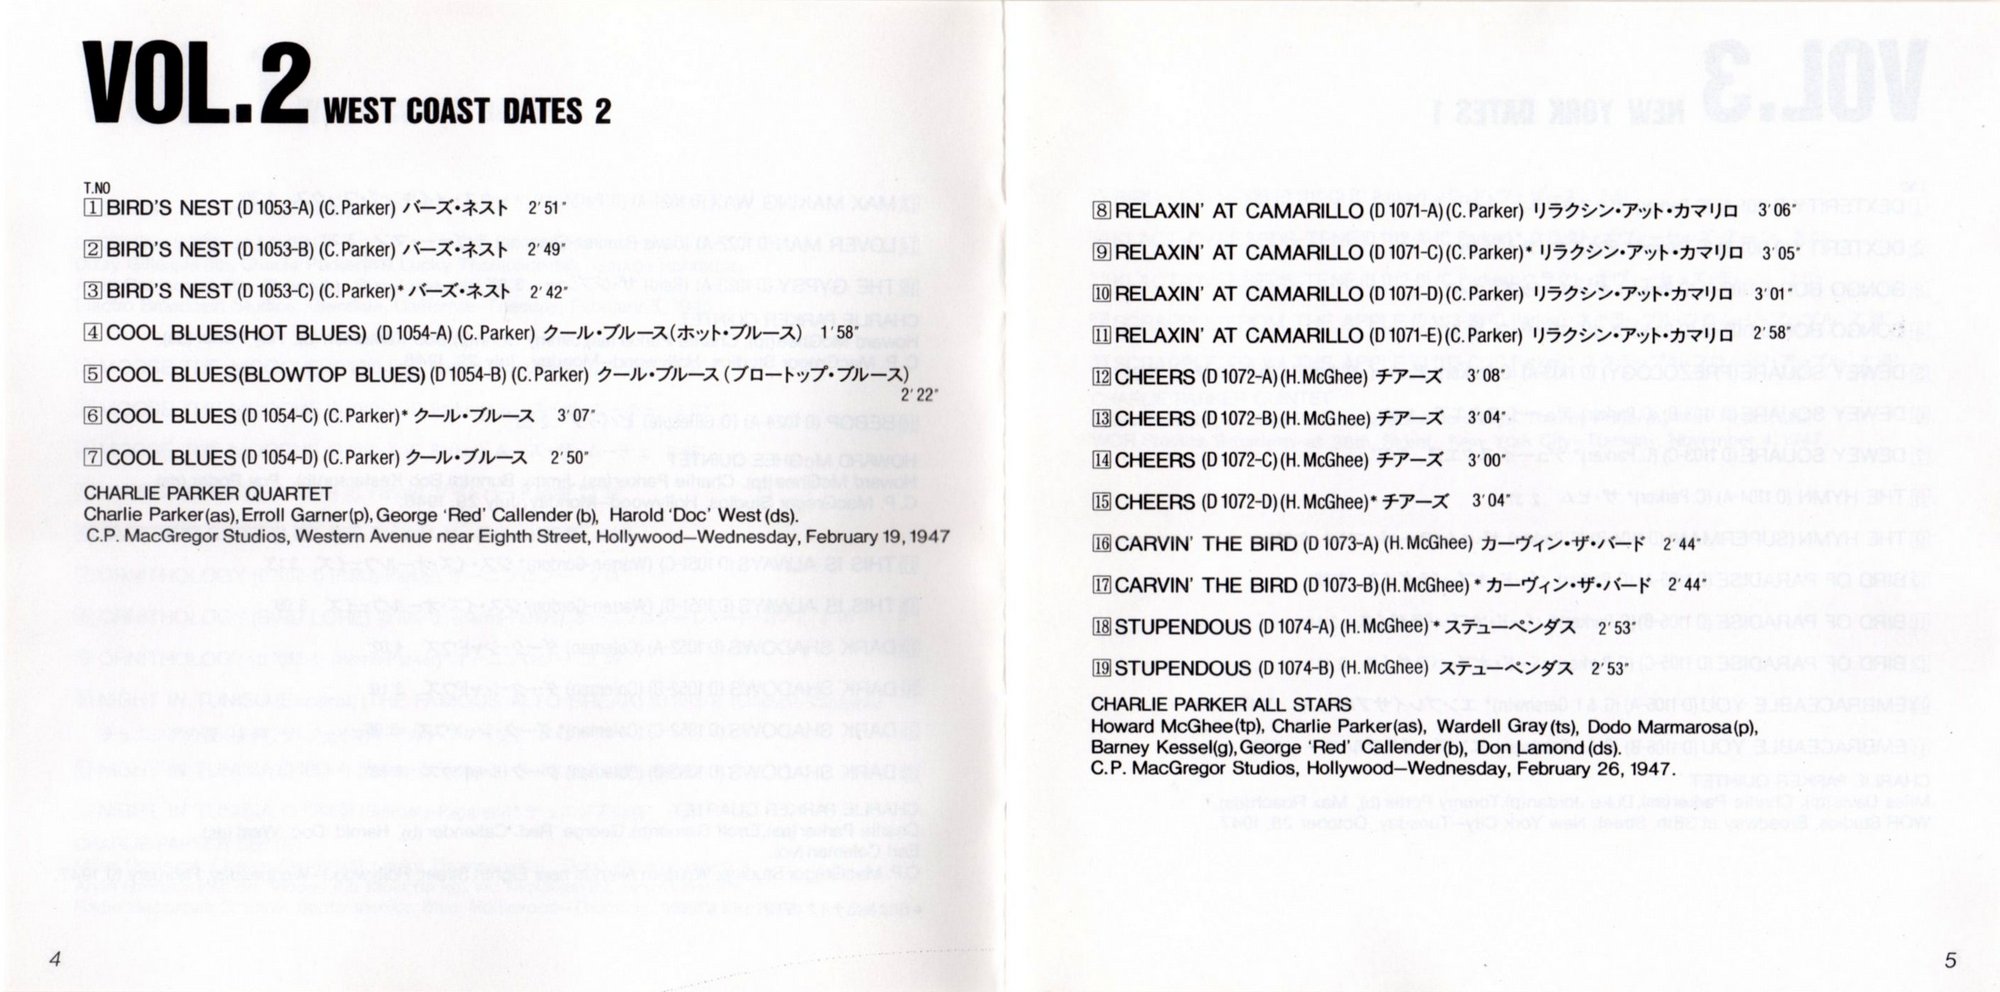 VOL.2 WEST COAST DATES 2
T.NO
1 BIRD'S NEST (D 1053-A) (C. Parker) バーズ・ネスト 2'51"
2 BIRD'S NEST (D 1053-B) (C. Parker) バーズ・ネスト 2'49"
3 BIRD'S NEST (D 1053-C) (C. Parker)* バーズ・ネスト 2'42"
4 COOL BLUES(HOT BLUES) (D 1054-A) (C. Parker) クール・ブルース(ホット・ブルース) 1'58"
5 COOL BLUES(BLOWTOP BLUES) (D 1054-B) (C. Parker) クール・ブルース(ブロートップ・ブルース)
2'22"
6 COOL BLUES (D 1054-C) (C. Parker)* クール・ブルース 3'07"
7 COOL BLUES (D 1054-D) (C. Parker) クール・ブルース 2'50"
CHARLIE PARKER QUARTET
Charlie Parker(as), Erroll Garner(p), George 'Red' Callender(b), Harold 'Doc' West(ds).
C.P. MacGregor Studios, Western Avenue near Eighth Street, Hollywood—Wednesday, February 19, 1947
4
8 RELAXIN' AT CAMARILLO (D 1071-A) (C. Parker) リラクシン・アット・カマリロ 3'06"
9 RELAXIN' AT CAMARILLO (D 1071-C) (C. Parker)* リラクシン・アット・カマリロ 3'05"
10 RELAXIN' AT CAMARILLO (D 1071-D) (C. Parker) リラクシン・アット・カマリロ 3'01"
11 RELAXIN' AT CAMARILLO (D 1071-E) (C. Parker) リラクシン・アット・カマリロ 2'58"
12 CHEERS (D 1072-A) (H. McGhee) チアーズ 3'08"
13 CHEERS (D 1072-B) (H. McGhee) チアーズ 3'04"
14 CHEERS (D 1072-C) (H. McGhee) チアーズ 3'00"
15 CHEERS (D 1072-D) (H. McGhee)* チアーズ 3'04"
16 CARVIN' THE BIRD (D 1073-A) (H. McGhee) カーヴィン・ザ・バード 2'44"
17 CARVIN' THE BIRD (D 1073-B) (H. McGhee)* カーヴィン・ザ・バード 2'44"
18 STUPENDOUS (D 1074-A) (H. McGhee)* ステューペンダス 2'53"
19 STUPENDOUS (D 1074-B) (H. McGhee) ステューペンダス 2'53"
CHARLIE PARKER ALL STARS
Howard McGhee(tp), Charlie Parker(as), Wardell Gray(ts), Dodo Marmarosa(p),
Barney Kessel(g), George 'Red' Callender(b), Don Lamond(ds).
C.P. MacGregor Studios, Hollywood—Wednesday, February 26, 1947.
5